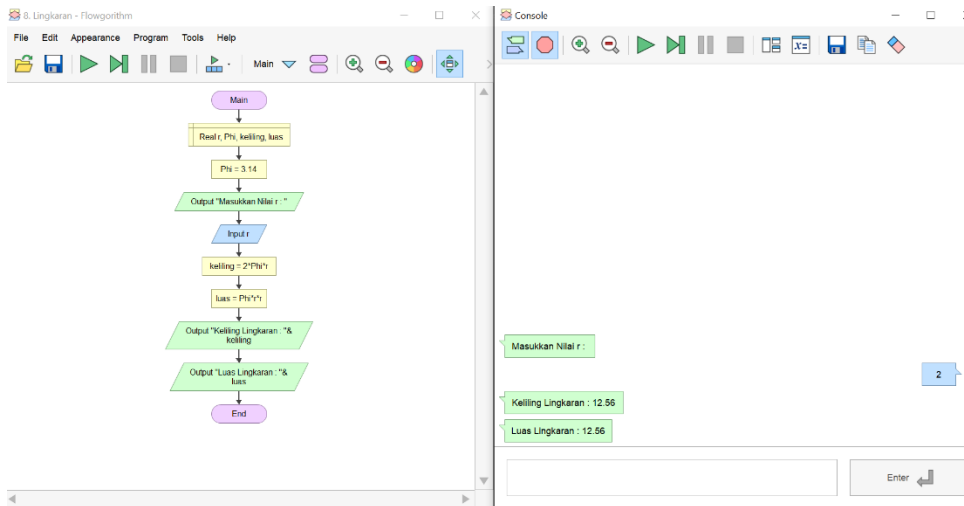 8. Lingkaran - Flowgorithm
File Edit Appearance Program Tools Help
Main
Main
Real r, Phi, keliling, luas
Phi = 3.14
Output "Masukkan Nilai r : "
Input r
keliling = 2*Phi*r
luas = Phi*r*r
Output "Keliling Lingkaran : "&
keliling
Output "Luas Lingkaran : "&
luas
End
Console
x=
Masukkan Nilai r :
2
Keliling Lingkaran : 12.56
Luas Lingkaran : 12.56
Enter